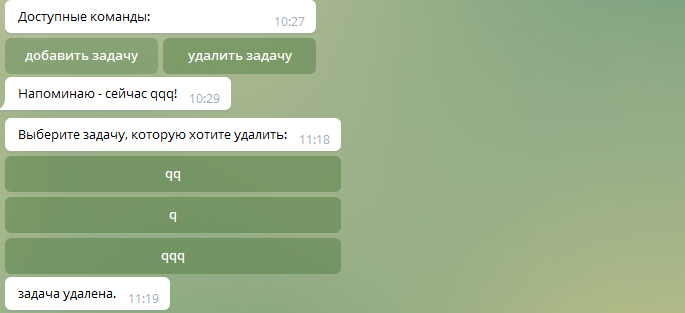 Доступные команды:
10:27
добавить задачу удалить задачу
Напоминаю - сейчас qqq!
10:29
Выберите задачу, которую хотите удалить:
11:18
qq
q
qqq
задача удалена.
11:19